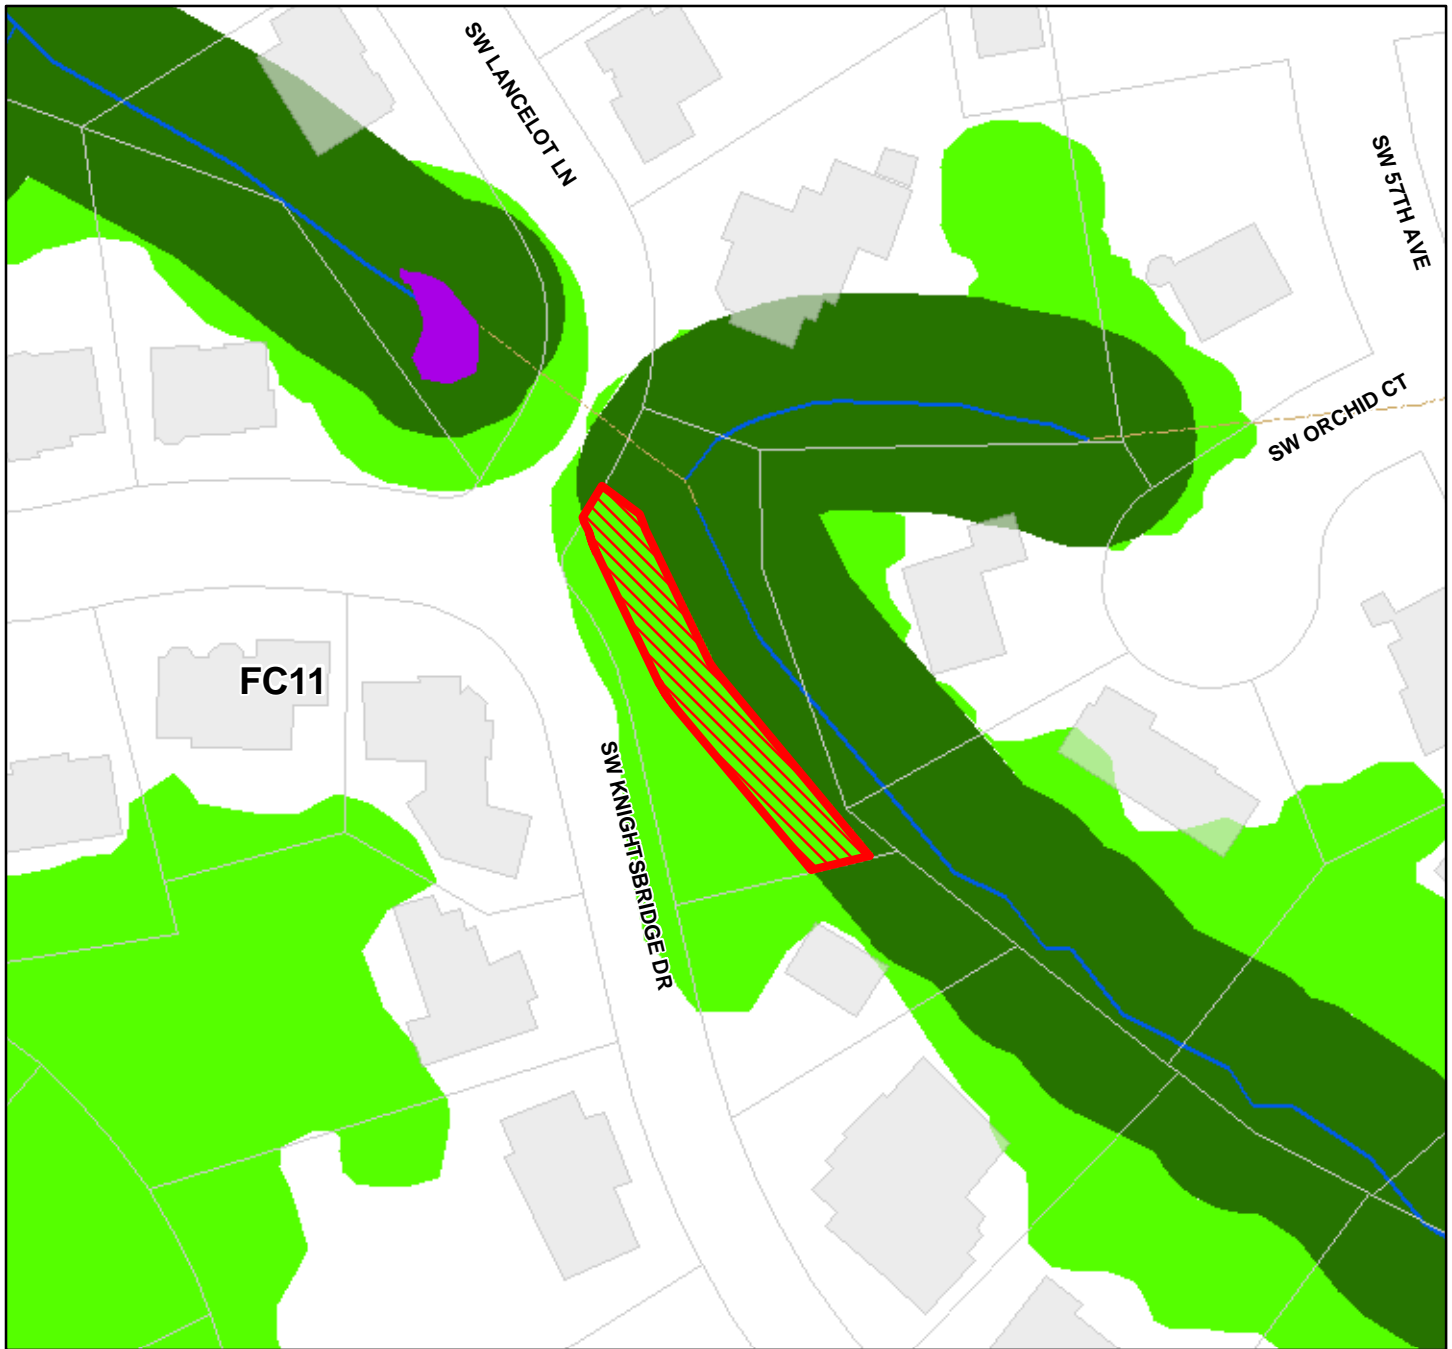 SW LANCELOT LN
SW 57TH AVE
SW ORCHID CT
FC11
SW KNIGHTSBRIDGE DR